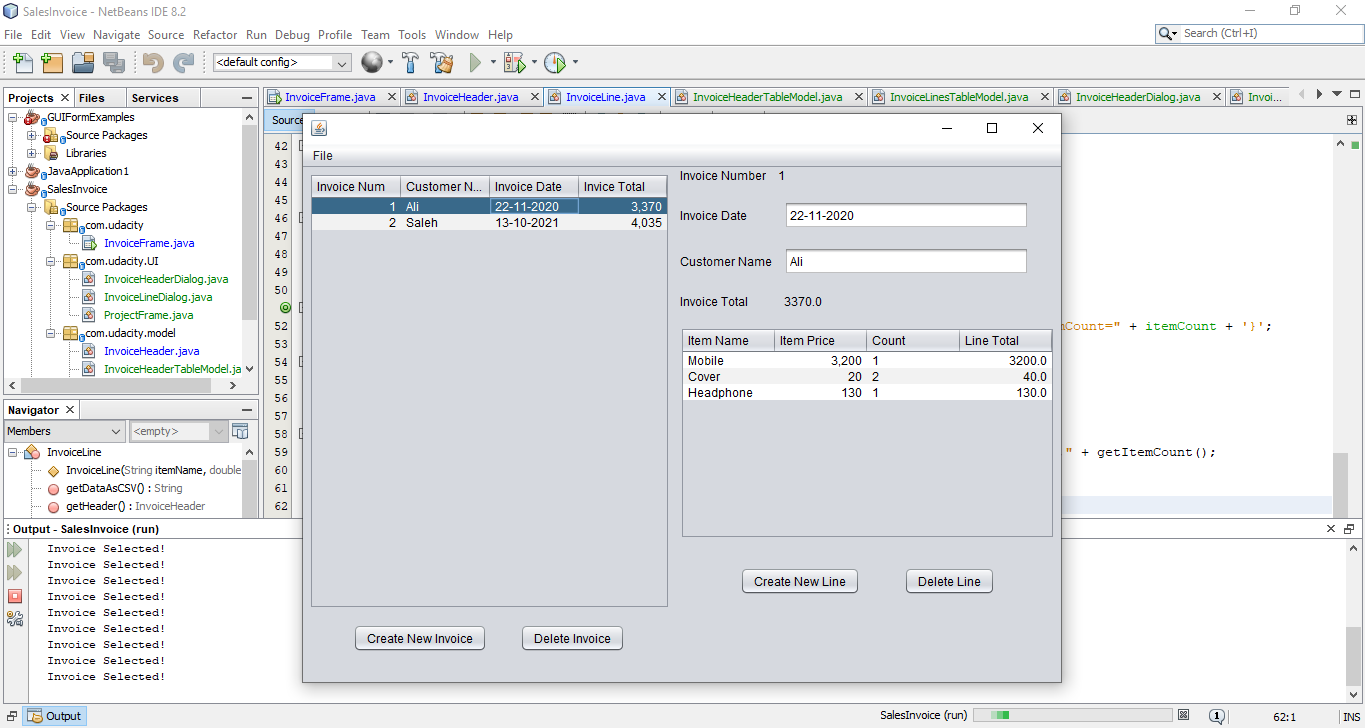 SalesInvoice - NetBeans IDE 8.2
File Edit View Navigate Source Refactor Run Debug Profile Team Tools Window Help
Search (Ctrl+I)
<default config>
Projects Files Services
GUIFormExamples
Source Packages
Libraries
JavaApplication1
SalesInvoice
Source Packages
com.udacity
InvoiceFrame.java
com.udacity.UI
InvoiceHeaderDialog.java
InvoiceLineDialog.java
ProjectFrame.java
com.udacity.model
InvoiceHeader.java
InvoiceHeaderTableModel.ja
Navigator
Members <empty>
InvoiceLine
InvoiceLine(String itemName, double
getDataAsCSV() : String
getHeader() : InvoiceHeader
InvoiceFrame.java InvoiceHeader.java InvoiceLine.java InvoiceHeaderTableModel.java InvoiceLinesTableModel.java InvoiceHeaderDialog.java Invoi...
Source
42
43
44
45
46
47
48
49
50
52
53
54
55
56
57
58
59
60
61
62
mCount=" + itemCount + '}';
" + getItemCount();
File
Invoice Num Customer N... Invoice Date Invice Total
1 Ali 22-11-2020 3,370
2 Saleh 13-10-2021 4,035
Create New Invoice Delete Invoice
Invoice Number 1
Invoice Date 22-11-2020
Customer Name Ali
Invoice Total 3370.0
Item Name Item Price Count Line Total
Mobile 3,200 1 3200.0
Cover 20 2 40.0
Headphone 130 1 130.0
Create New Line Delete Line
Output - SalesInvoice (run)
Invoice Selected!
Invoice Selected!
Invoice Selected!
Invoice Selected!
Invoice Selected!
Invoice Selected!
Invoice Selected!
Invoice Selected!
Invoice Selected!
Output
SalesInvoice (run)
1
62:1
INS